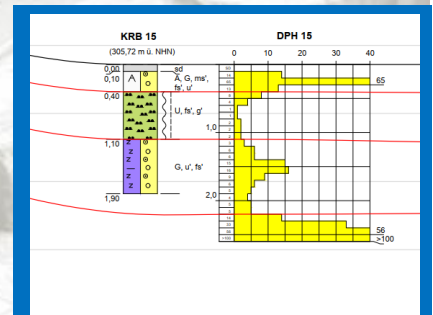 KRB 15
DPH 15
(305,72 m ü. NHN)
0 10 20 30 40
0,00
sd
0,10
A
A, G, ms',
fs', u'
65
0,40
U, fs', g'
1,0
1,10
Z
Z
Z
Z
Z
G, u', fs'
1,90
2,0
56
>100